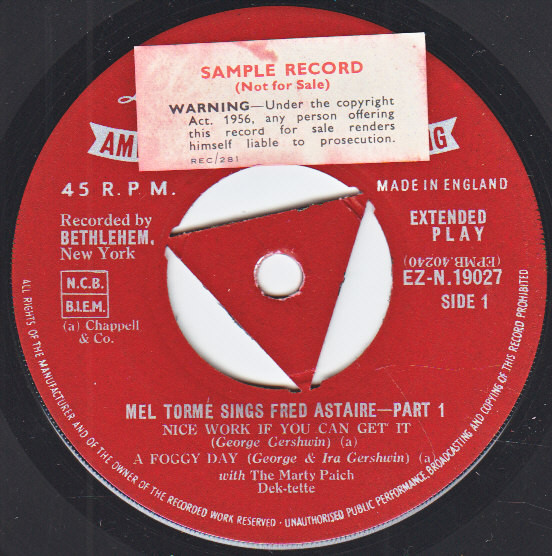 SAMPLE RECORD
(Not for Sale)
WARNING—Under the copyright
Act. 1956, any person offering
this record for sale renders
himself liable to prosecution.
REC/281
45 R.P.M.
MADE IN ENGLAND
Recorded by
BETHLEHEM,
New York
EXTENDED
PLAY
(EPMB.40240)
EZ-N.19027
SIDE 1
N.C.B.
B.I.E.M.
(a) Chappell
& Co.
MEL TORME SINGS FRED ASTAIRE—PART 1
NICE WORK IF YOU CAN GET IT
(George Gershwin) (a)
A FOGGY DAY (George & Ira Gershwin) (a)
with The Marty Paich
Dek-tette
ALL RIGHTS OF THE MANUFACTURER AND OF THE OWNER OF THE RECORDED WORK RESERVED · UNAUTHORISED PUBLIC PERFORMANCE, BROADCASTING AND COPYING OF THIS RECORD PROHIBITED